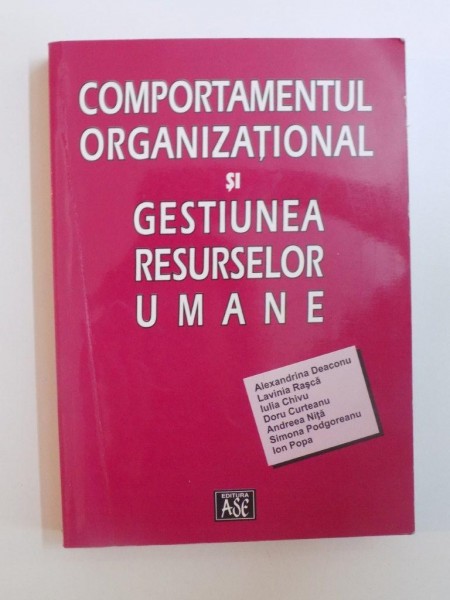 COMPORTAMENTUL
ORGANIZAȚIONAL
ȘI
GESTIUNEA
RESURSELOR
UMANE
Alexandrina Deaconu
Lavinia Rașcă
Iulia Chivu
Doru Curteanu
Andreea Niță
Simona Podgoreanu
Ion Popa
EDITURA
ASE